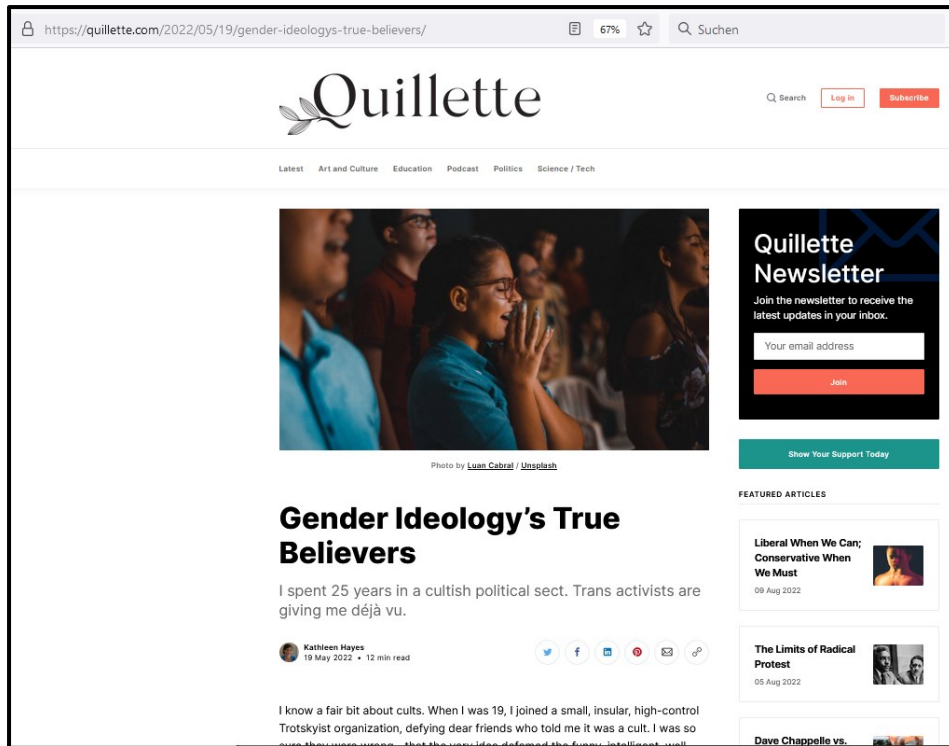 https://quillette.com/2022/05/19/gender-ideologys-true-believers/
67%
Suchen
Quillette
Search
Log in
Subscribe
Latest
Art and Culture
Education
Podcast
Politics
Science / Tech
Photo by Luan Cabral / Unsplash
Gender Ideology's True
Believers
I spent 25 years in a cultish political sect. Trans activists are
giving me déjà vu.
Kathleen Hayes
19 May 2022 • 12 min read
I know a fair bit about cults. When I was 19, I joined a small, insular, high-control
Trotskyist organization, defying dear friends who told me it was a cult. I was so
Quillette
Newsletter
Join the newsletter to receive the
latest updates in your inbox.
Your email address
Join
Show Your Support Today
FEATURED ARTICLES
Liberal When We Can;
Conservative When
We Must
09 Aug 2022
The Limits of Radical
Protest
05 Aug 2022
Dave Chappelle vs.